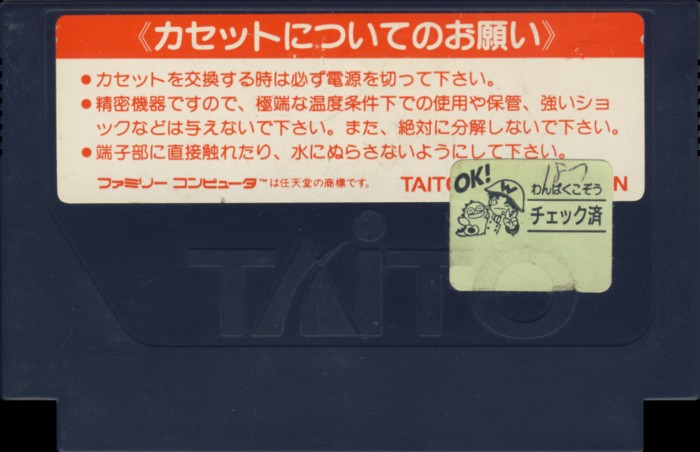 《カセットについてのお願い》
●カセットを交換する時は必ず電源を切って下さい。
●精密機器ですので、極端な温度条件下での使用や保管、強いショ
ックなどは与えないで下さい。また、絶対に分解しないで下さい。
●端子部に直接触れたり、水にぬらさないようにして下さい。
ファミリー コンピュータ™は任天堂の商標です。
TAITO
OK!
わんぱくこぞう
チェック済
TAITO